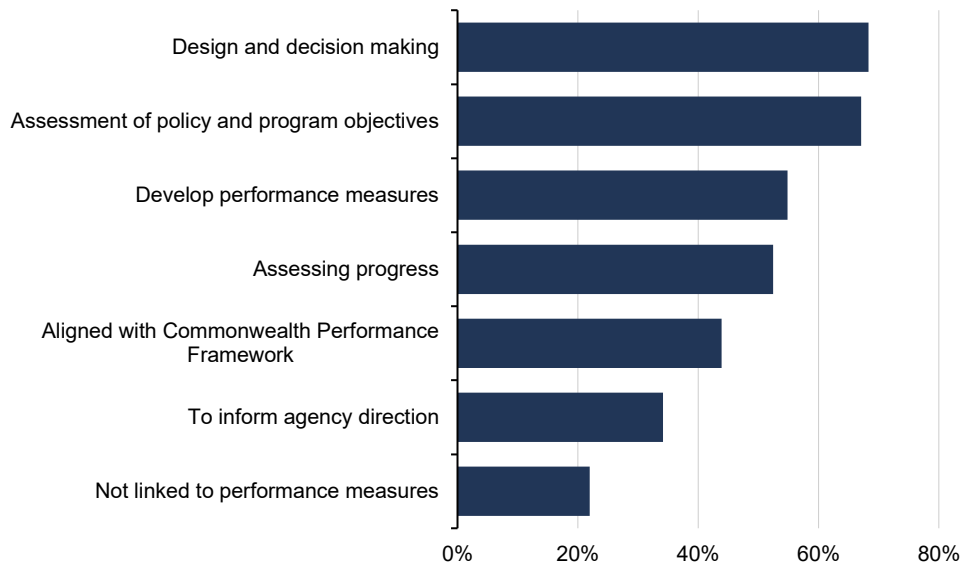 Design and decision making
Assessment of policy and program objectives
Develop performance measures
Assessing progress
Aligned with Commonwealth Performance
Framework
To inform agency direction
Not linked to performance measures
0% 20% 40% 60% 80%